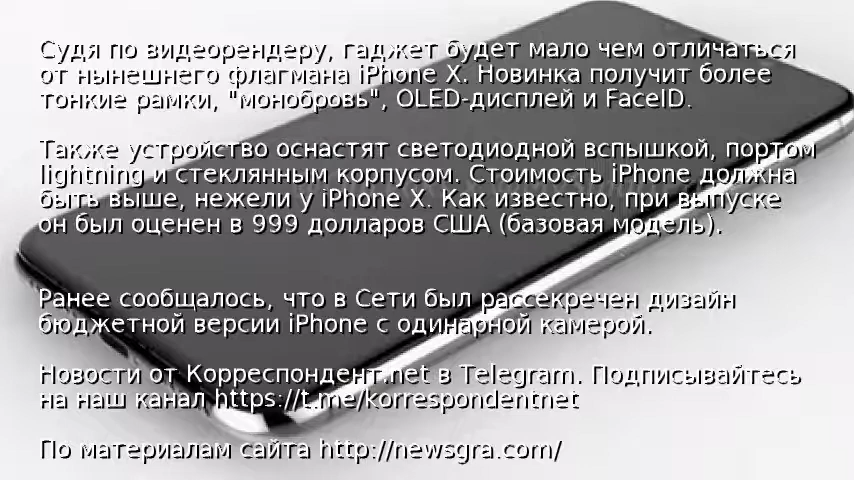 Судя по видеорендеру, гаджет будет мало чем отличаться
от нынешнего флагмана iPhone X. Новинка получит более
тонкие рамки, "монобровь", OLED-дисплей и FaceID.
Также устройство оснастят светодиодной вспышкой, портом
lightning и стеклянным корпусом. Стоимость iPhone должна
быть выше, нежели у iPhone X. Как известно, при выпуске
он был оценен в 999 долларов США (базовая модель).
Ранее сообщалось, что в Сети был рассекречен дизайн
бюджетной версии iPhone с одинарной камерой.
Новости от Корреспондент.net в Telegram. Подписывайтесь
на наш канал https://t.me/korrespondentnet
По материалам сайта http://newsgra.com/